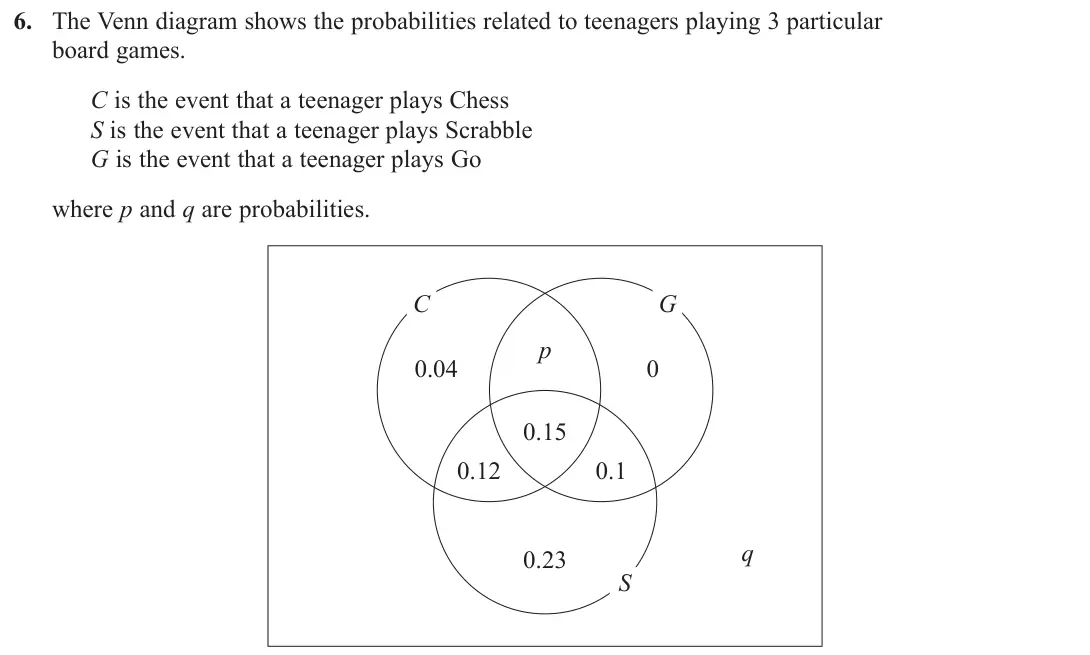 6. The Venn diagram shows the probabilities related to teenagers playing 3 particular
board games.
C is the event that a teenager plays Chess
S is the event that a teenager plays Scrabble
G is the event that a teenager plays Go
where p and q are probabilities.
C G
p
0.04 0
0.15
0.12 0.1
0.23 q
S